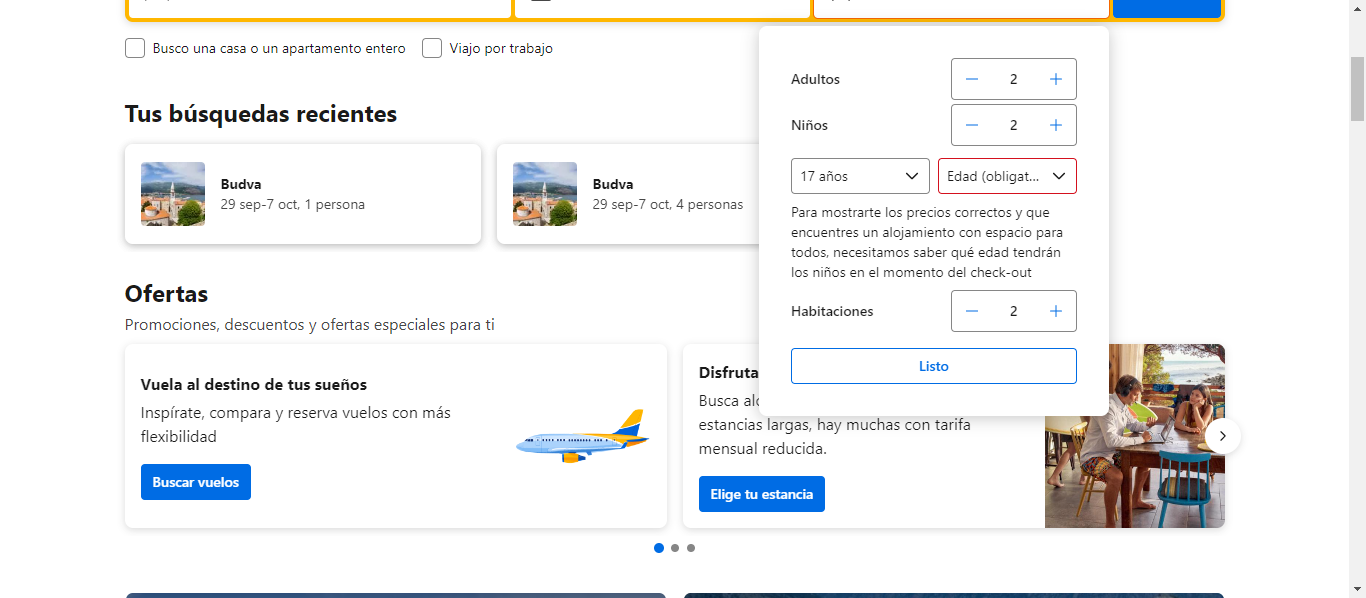 Busco una casa o un apartamento entero
Viajo por trabajo
Adultos
2
Niños
2
17 años
Edad (obligat...
Para mostrarte los precios correctos y que
encuentres un alojamiento con espacio para
todos, necesitamos saber qué edad tendrán
los niños en el momento del check-out
Habitaciones
2
Listo
Tus búsquedas recientes
Budva
29 sep-7 oct, 1 persona
Budva
29 sep-7 oct, 4 personas
Ofertas
Promociones, descuentos y ofertas especiales para ti
Vuela al destino de tus sueños
Inspírate, compara y reserva vuelos con más
flexibilidad
Buscar vuelos
Disfruta
Busca
estancias largas, hay muchas con tarifa
mensual reducida.
Elige tu estancia